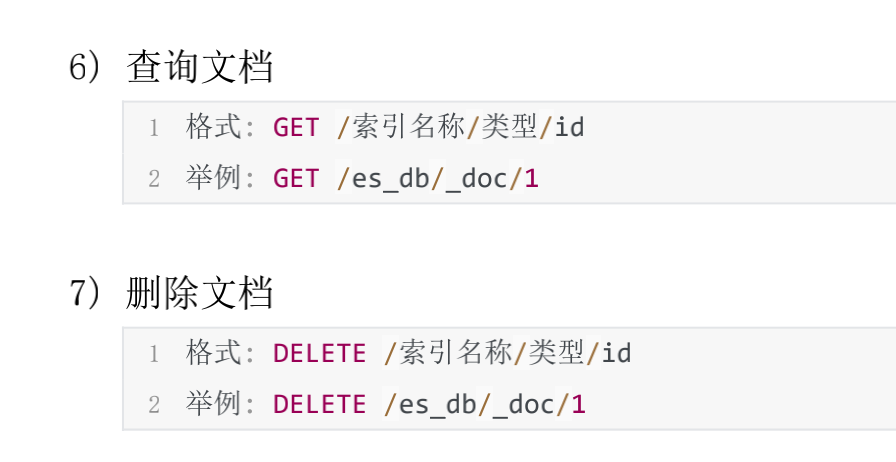 6) 查询文档
1 格式: GET /索引名称/类型/id
2 举例: GET /es_db/_doc/1
7) 删除文档
1 格式: DELETE /索引名称/类型/id
2 举例: DELETE /es_db/_doc/1